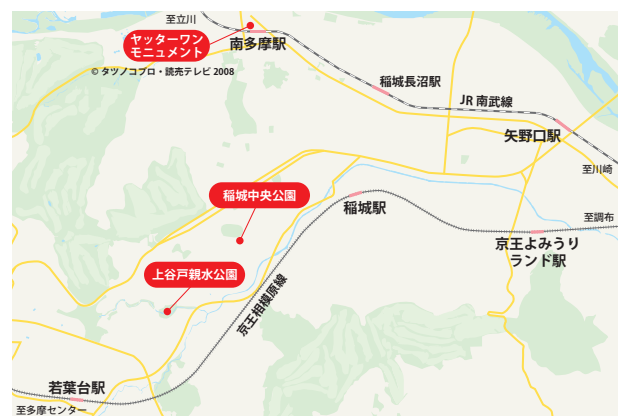 至立川
ヤッターワン
モニュメント
南多摩駅
© タツノコプロ・読売テレビ 2008
稲城長沼駅
JR 南武線
矢野口駅
至川崎
稲城中央公園
稲城駅
至調布
京王よみうり
ランド駅
上谷戸親水公園
京王相模原線
若葉台駅
至多摩センター